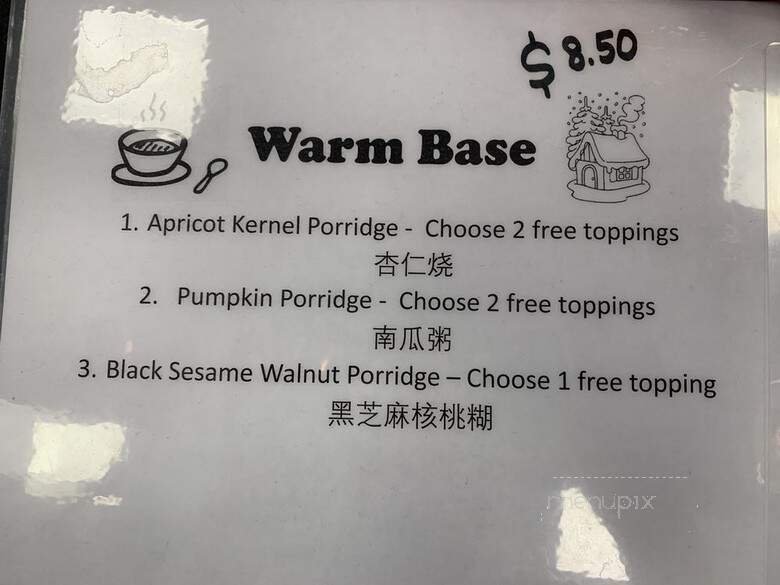 $8.50
Warm Base
1. Apricot Kernel Porridge - Choose 2 free toppings
杏仁烧
2. Pumpkin Porridge - Choose 2 free toppings
南瓜粥
3. Black Sesame Walnut Porridge – Choose 1 free topping
黑芝麻核桃糊
menupix